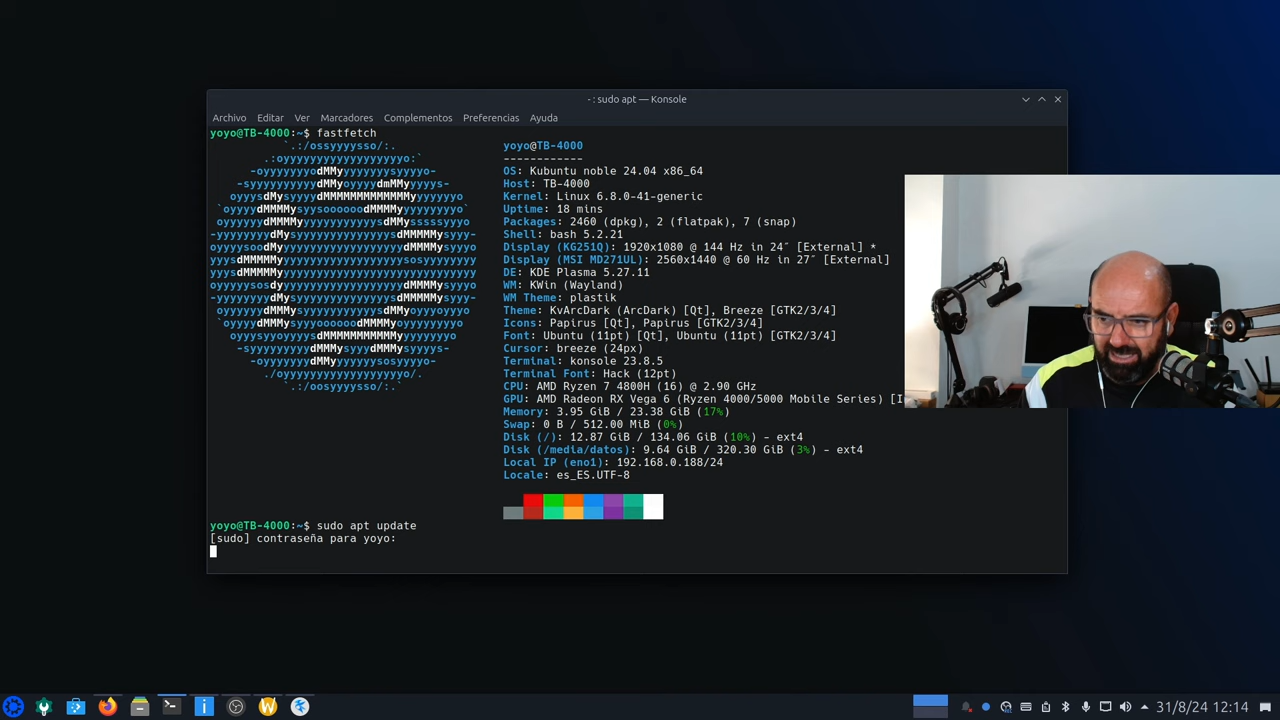 ~ : sudo apt — Konsole
Archivo Editar Ver Marcadores Complementos Preferencias Ayuda
yoyo@TB-4000:~$ fastfetch
yoyo@TB-4000
------------
OS: Kubuntu noble 24.04 x86_64
Host: TB-4000
Kernel: Linux 6.8.0-41-generic
Uptime: 18 mins
Packages: 2460 (dpkg), 2 (flatpak), 7 (snap)
Shell: bash 5.2.21
Display (KG251Q): 1920x1080 @ 144 Hz in 24″ [External] *
Display (MSI MD271UL): 2560x1440 @ 60 Hz in 27″ [External]
DE: KDE Plasma 5.27.11
WM: KWin (Wayland)
WM Theme: plastik
Theme: KvArcDark (ArcDark) [Qt], Breeze [GTK2/3/4]
Icons: Papirus [Qt], Papirus [GTK2/3/4]
Font: Ubuntu (11pt) [Qt], Ubuntu (11pt) [GTK2/3/4]
Cursor: breeze (24px)
Terminal: konsole 23.8.5
Terminal Font: Hack (12pt)
CPU: AMD Ryzen 7 4800H (16) @ 2.90 GHz
GPU: AMD Radeon RX Vega 6 (Ryzen 4000/5000 Mobile Series) [I
Memory: 3.95 GiB / 23.38 GiB (17%)
Swap: 0 B / 512.00 MiB (0%)
Disk (/): 12.87 GiB / 134.06 GiB (10%) - ext4
Disk (/media/datos): 9.64 GiB / 320.30 GiB (3%) - ext4
Local IP (eno1): 192.168.0.188/24
Locale: es_ES.UTF-8
yoyo@TB-4000:~$ sudo apt update
[sudo] contraseña para yoyo:
31/8/24 12:14